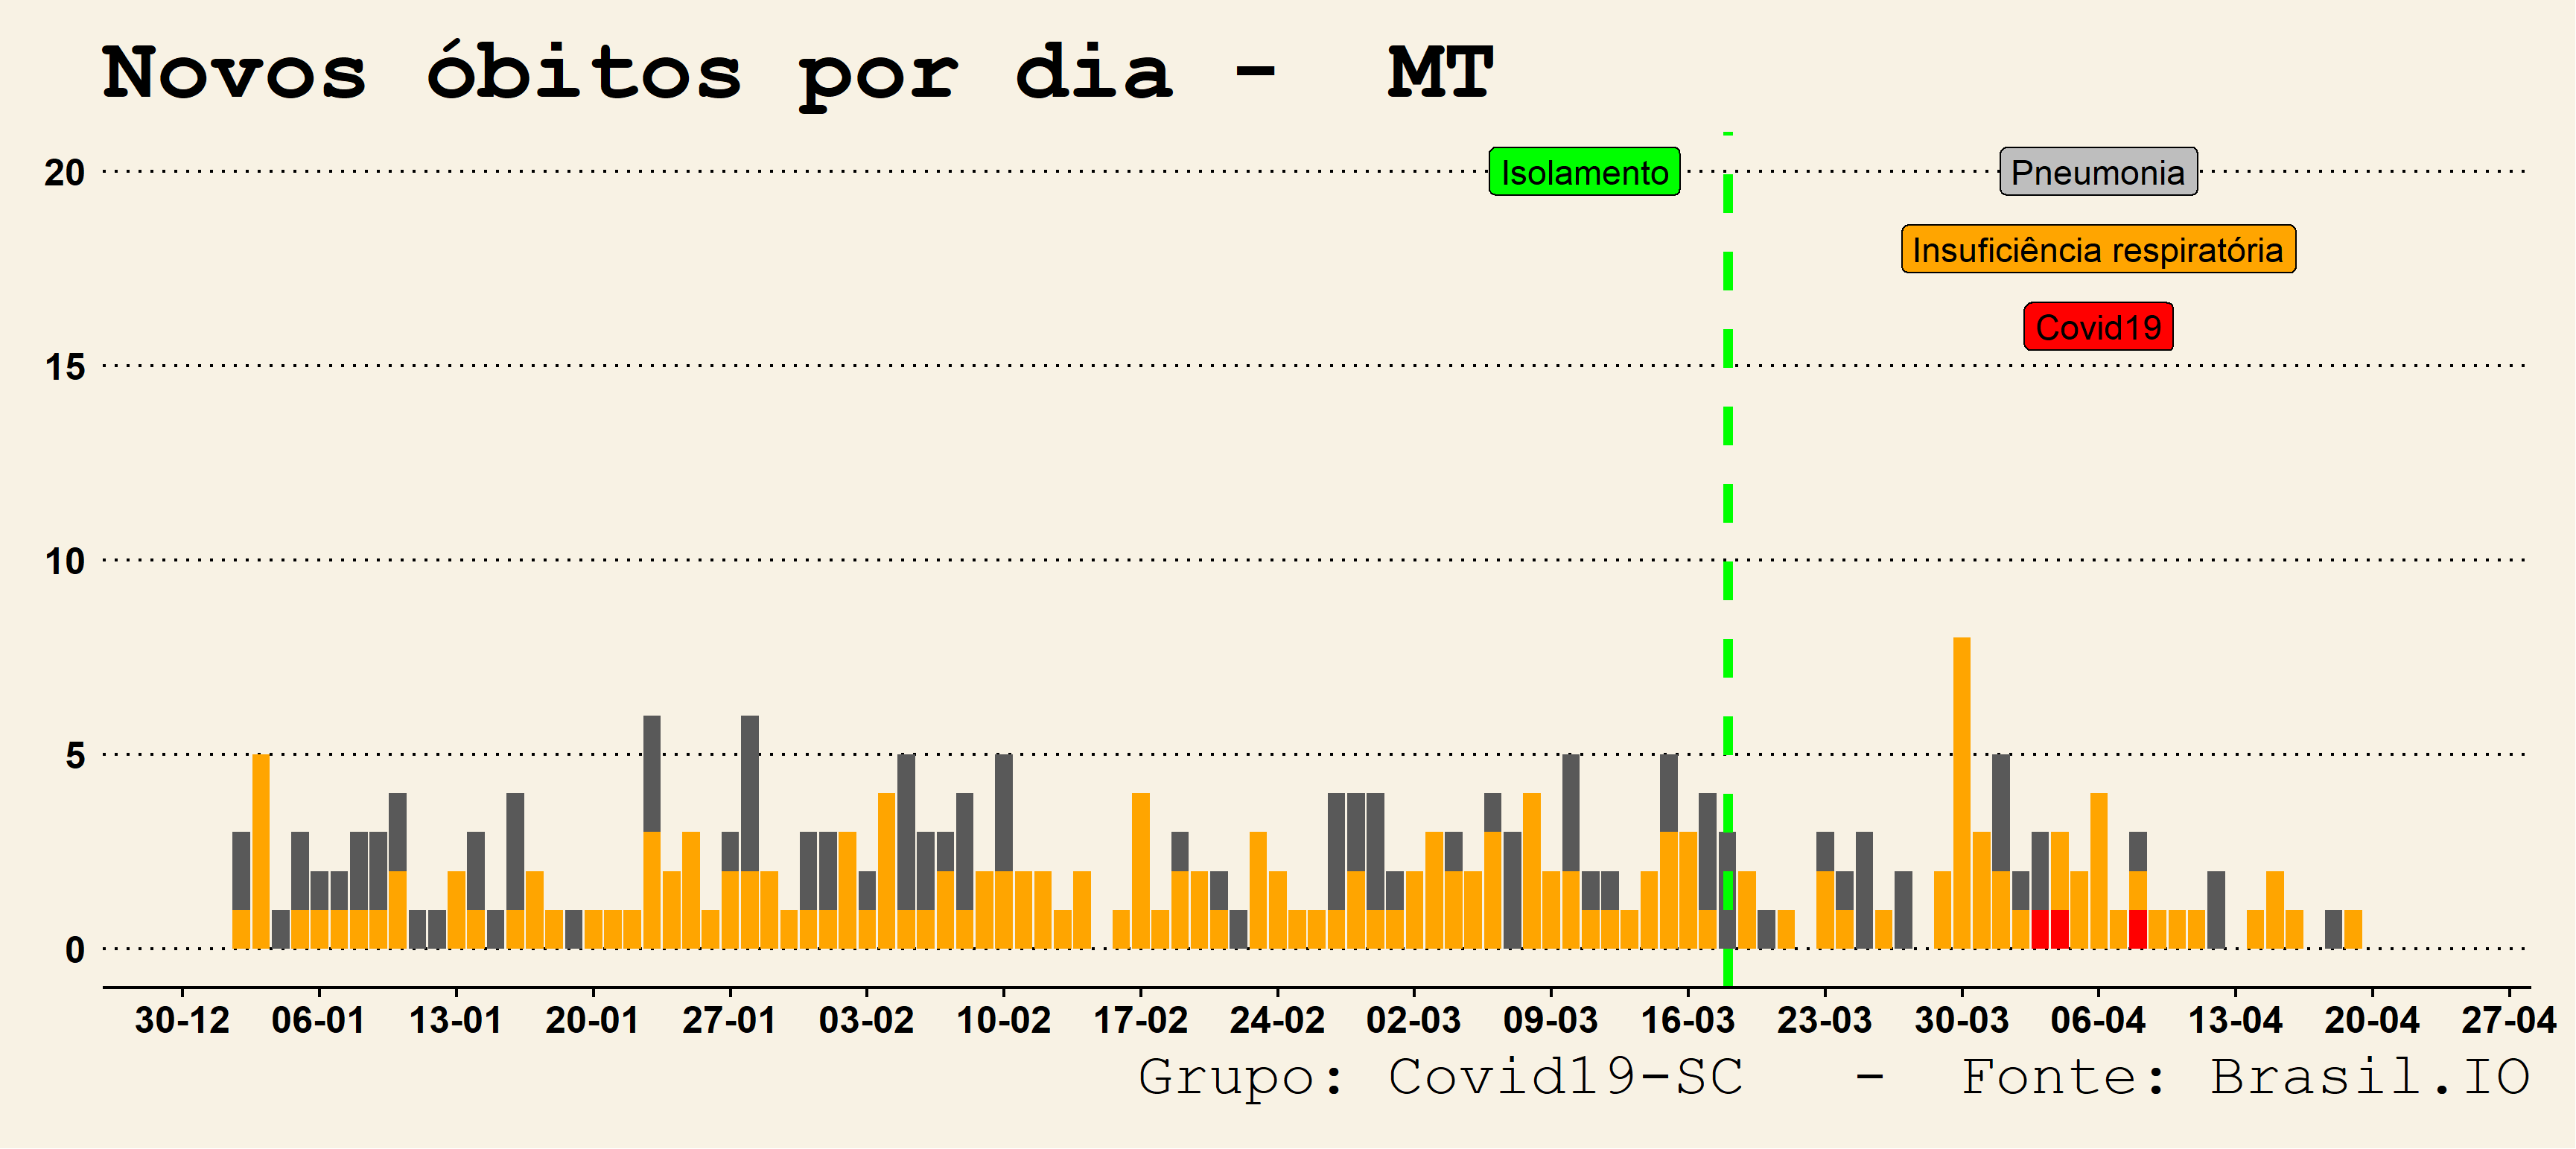 Novos óbitos por dia - MT
20
Isolamento
Pneumonia
Insuficiência respiratória
Covid19
15
10
5
0
30-12 06-01 13-01 20-01 27-01 03-02 10-02 17-02 24-02 02-03 09-03 16-03 23-03 30-03 06-04 13-04 20-04 27-04
Grupo: Covid19-SC - Fonte: Brasil.IO